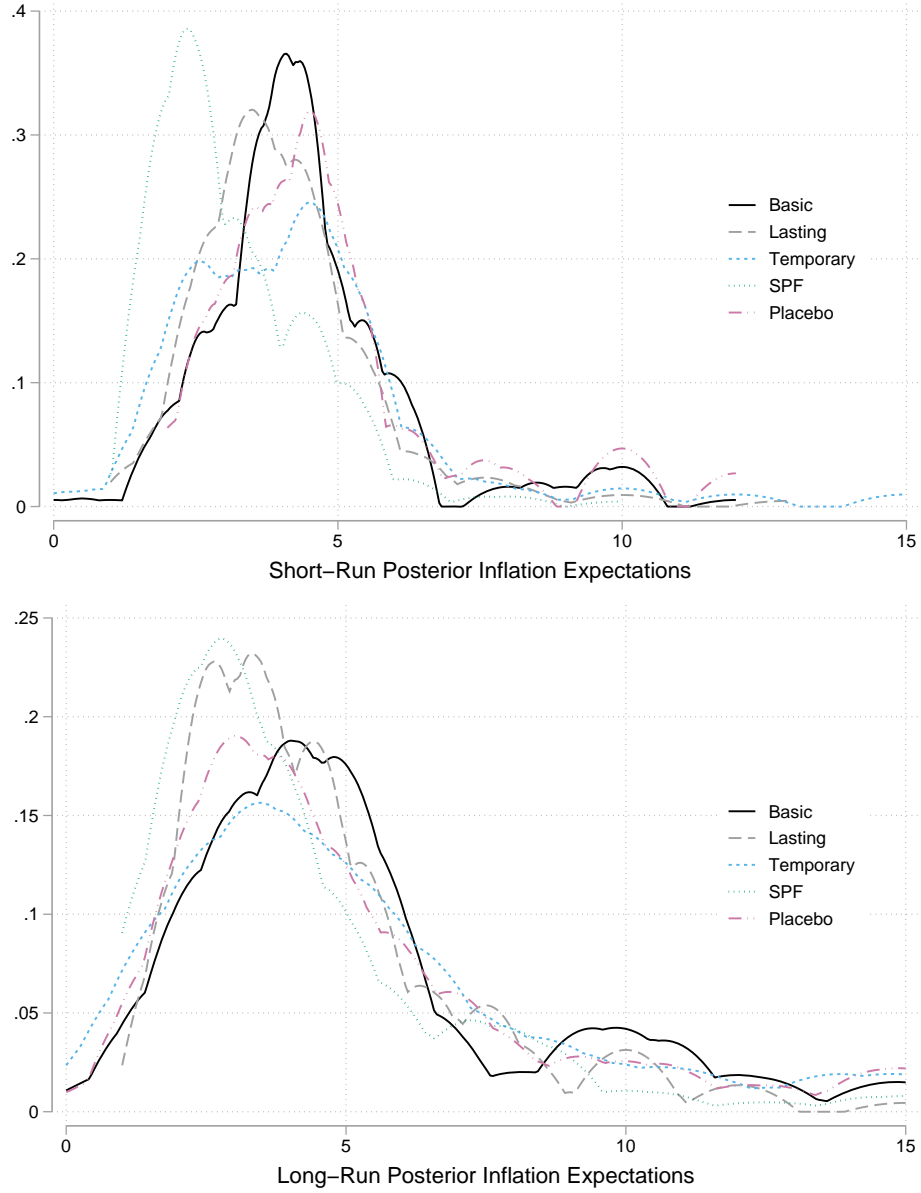 .4
.3
.2
.1
0
Basic
Lasting
Temporary
SPF
Placebo
0 5 10 15
Short−Run Posterior Inflation Expectations
.25
.2
.15
.1
.05
0
Basic
Lasting
Temporary
SPF
Placebo
0 5 10 15
Long−Run Posterior Inflation Expectations